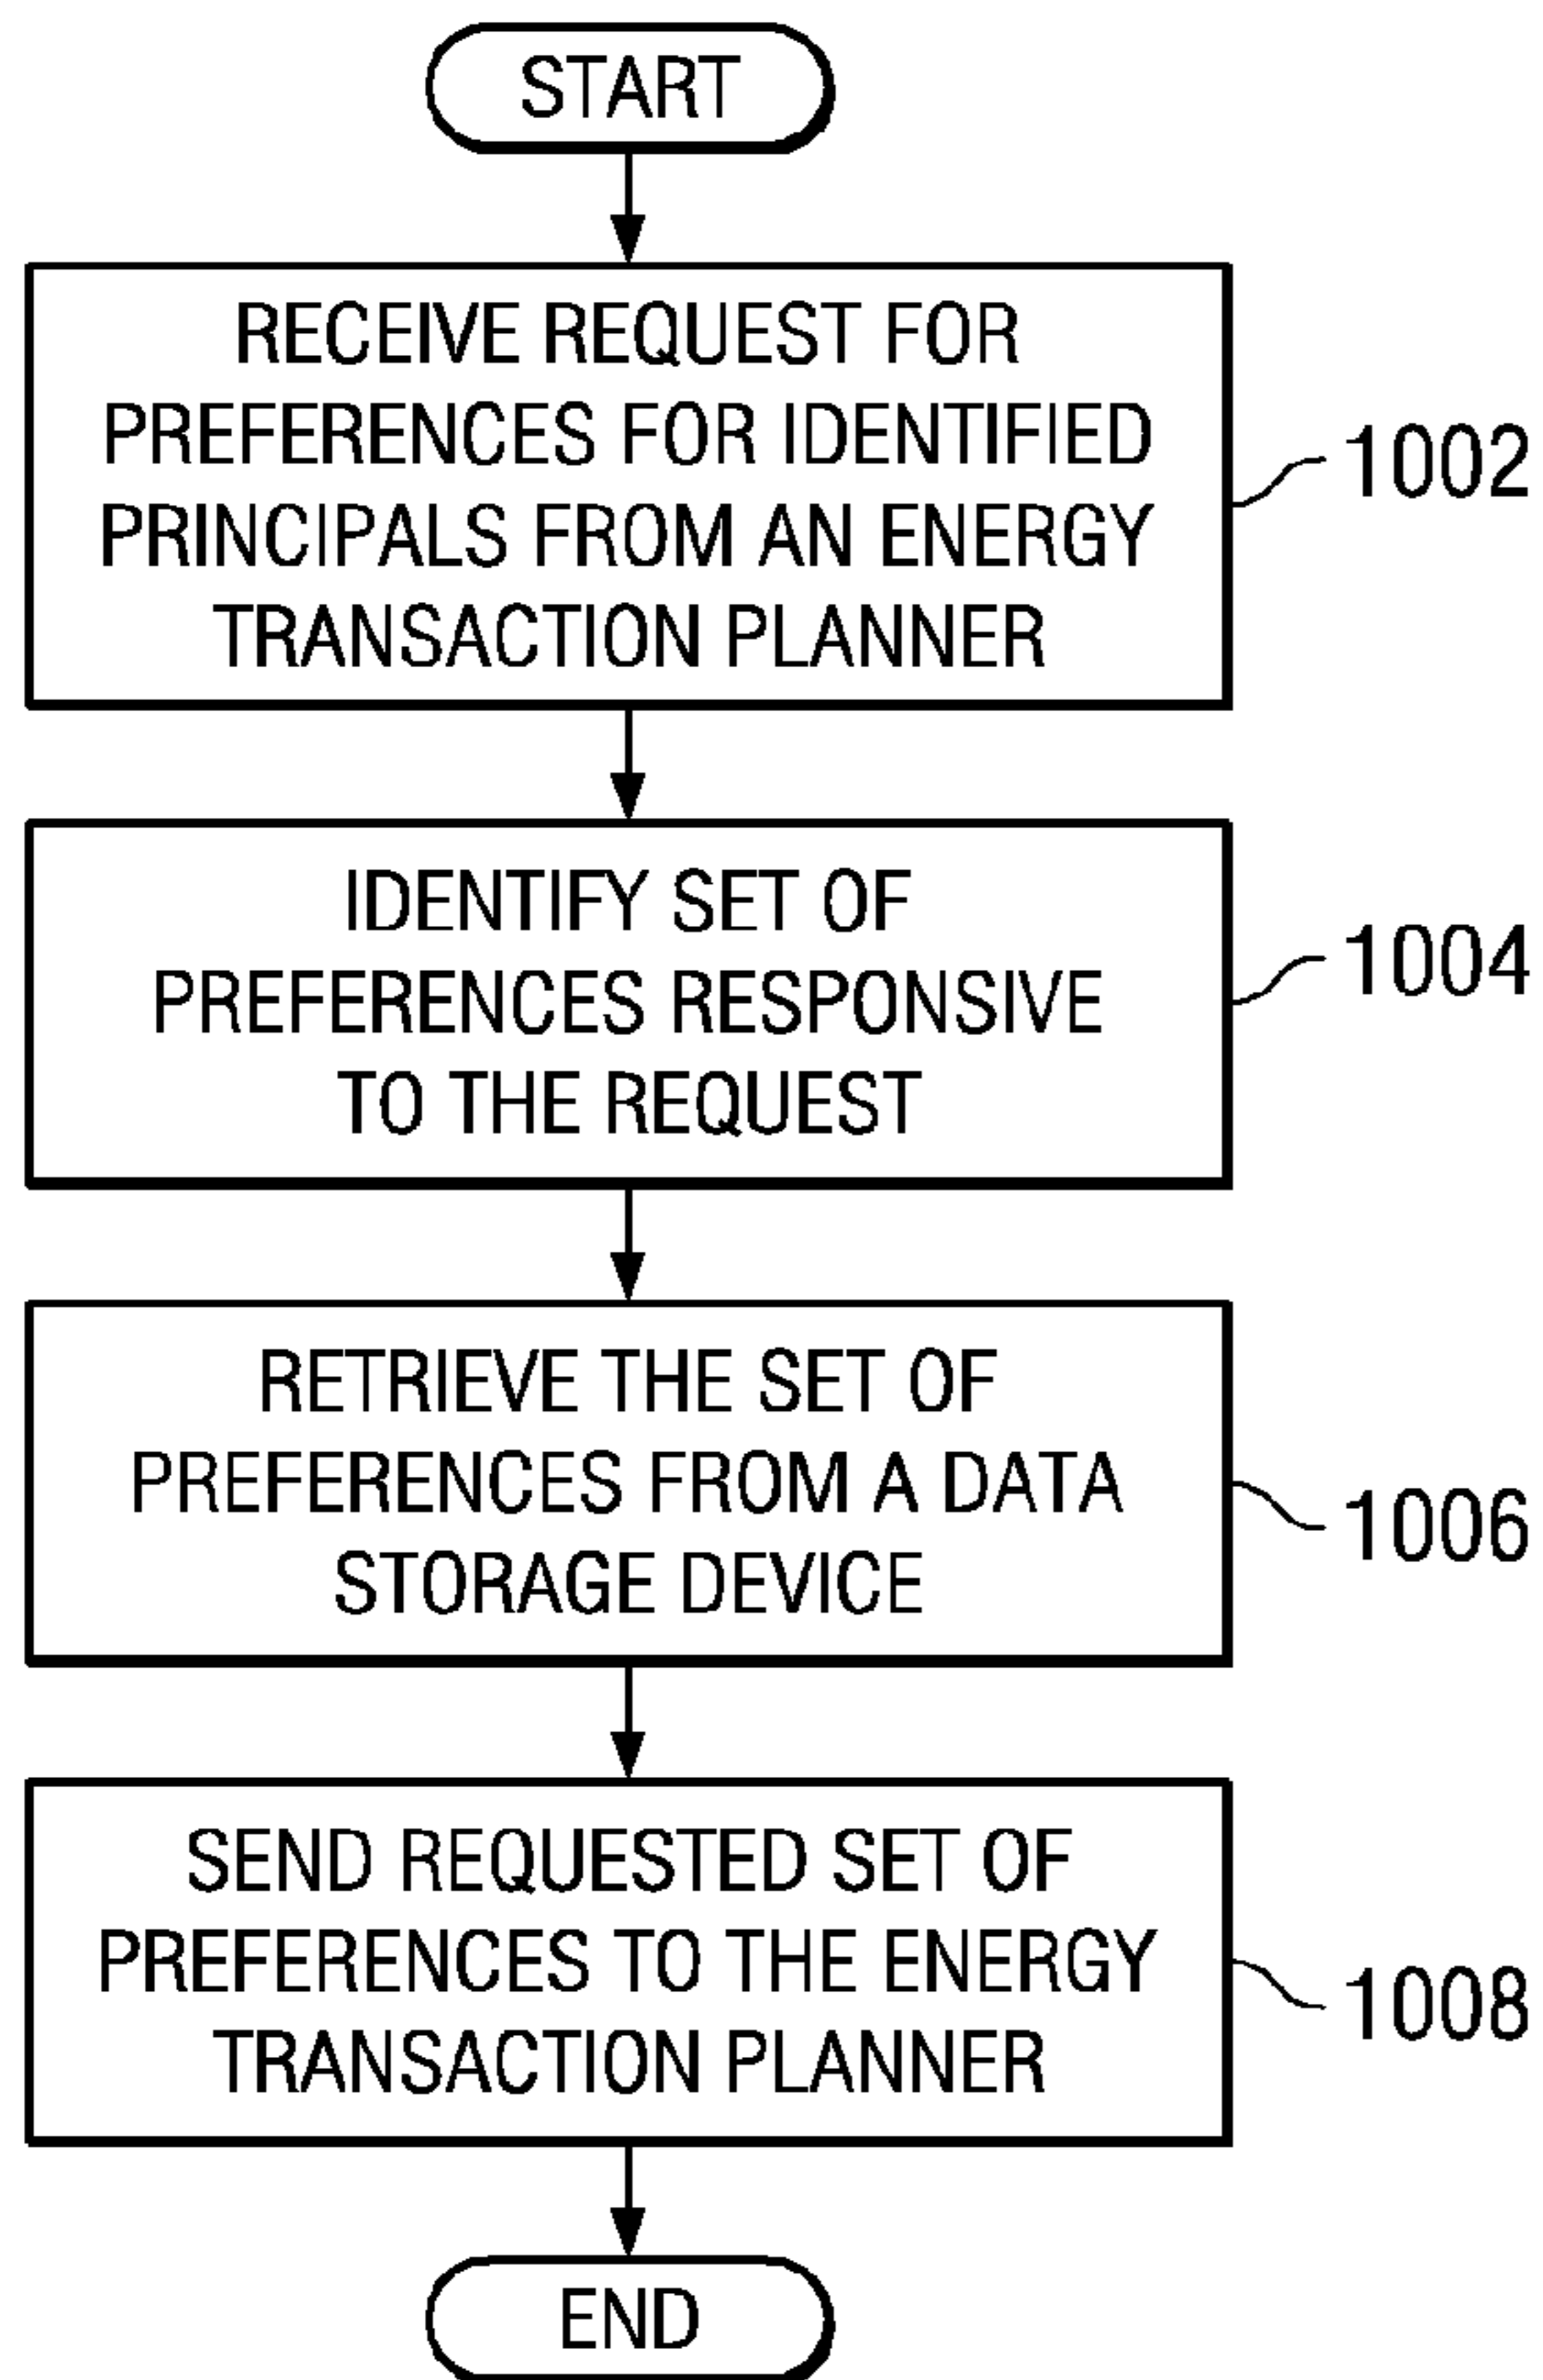 START
RECEIVE REQUEST FOR
PREFERENCES FOR IDENTIFIED
PRINCIPALS FROM AN ENERGY
TRANSACTION PLANNER
1002
IDENTIFY SET OF
PREFERENCES RESPONSIVE
TO THE REQUEST
1004
RETRIEVE THE SET OF
PREFERENCES FROM A DATA
STORAGE DEVICE
1006
SEND REQUESTED SET OF
PREFERENCES TO THE ENERGY
TRANSACTION PLANNER
1008
END